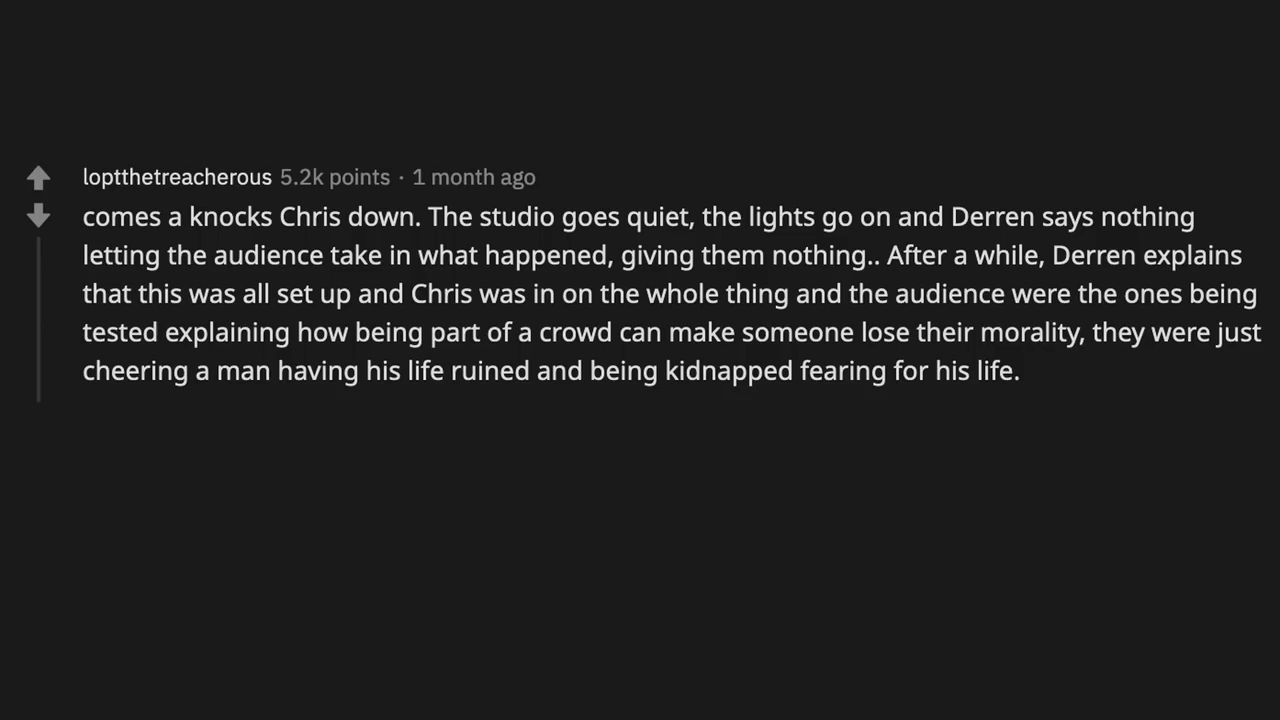 loptthetreacherous 5.2k points · 1 month ago
comes a knocks Chris down. The studio goes quiet, the lights go on and Derren says nothing
letting the audience take in what happened, giving them nothing.. After a while, Derren explains
that this was all set up and Chris was in on the whole thing and the audience were the ones being
tested explaining how being part of a crowd can make someone lose their morality, they were just
cheering a man having his life ruined and being kidnapped fearing for his life.